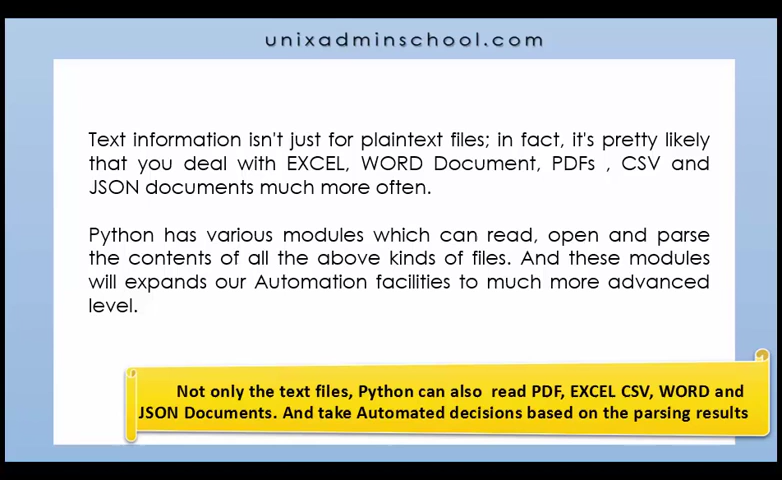 unixadminschool.com
Text information isn't just for plaintext files; in fact, it's pretty likely
that you deal with EXCEL, WORD Document, PDFs , CSV and
JSON documents much more often.
Python has various modules which can read, open and parse
the contents of all the above kinds of files. And these modules
will expands our Automation facilities to much more advanced
level.
Not only the text files, Python can also read PDF, EXCEL CSV, WORD and
JSON Documents. And take Automated decisions based on the parsing results